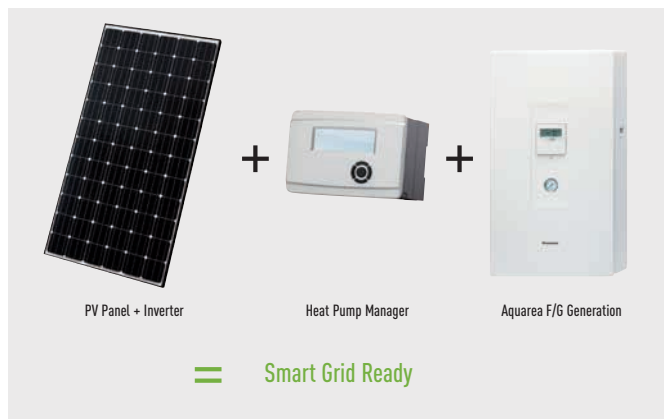 + +
PV Panel + Inverter
Heat Pump Manager
Aquarea F/G Generation
= Smart Grid Ready